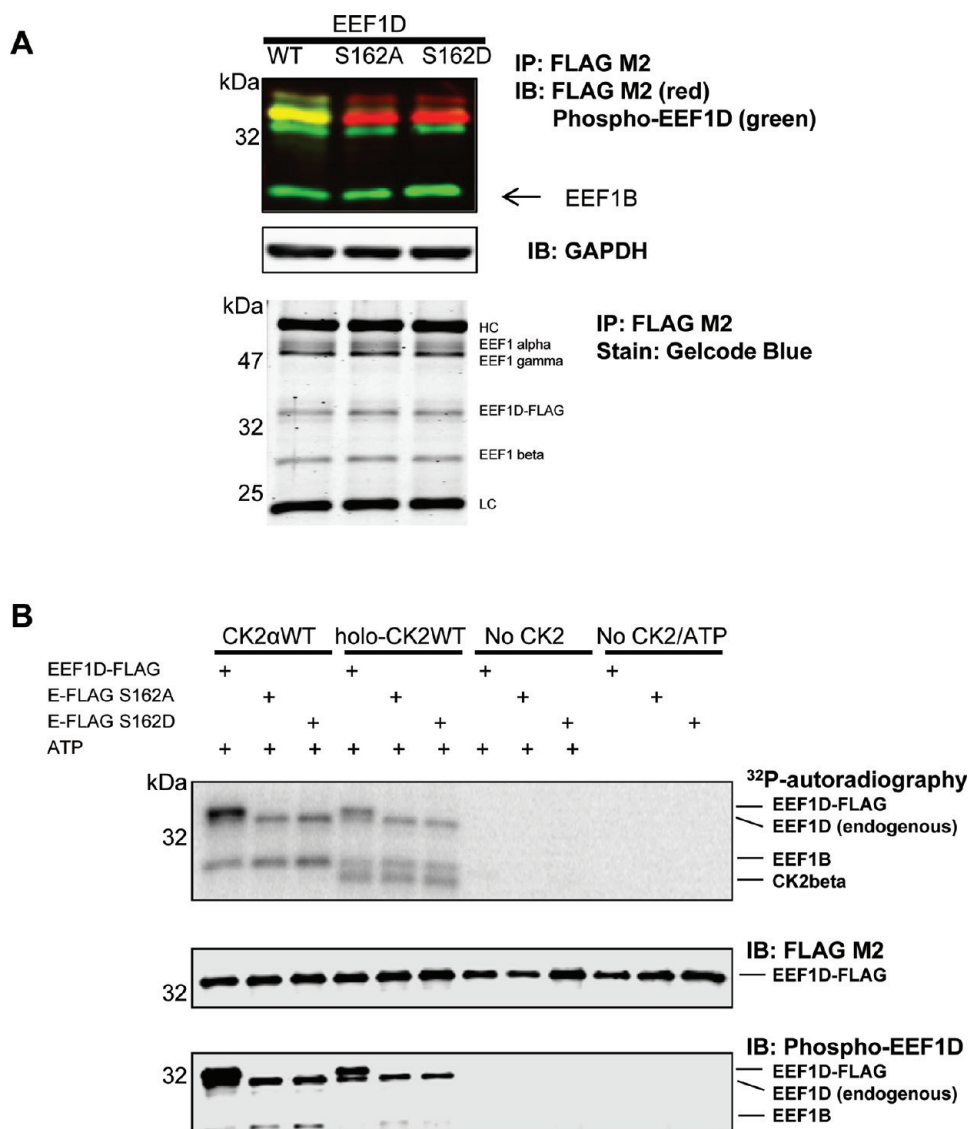 A
EEF1D
WT S162A S162D
kDa
32
IP: FLAG M2
IB: FLAG M2 (red)
Phospho-EEF1D (green)
EEF1B
IB: GAPDH
kDa
47
32
25
HC
EEF1 alpha
EEF1 gamma
EEF1D-FLAG
EEF1 beta
LC
IP: FLAG M2
Stain: Gelcode Blue
B
CK2αWT holo-CK2WT No CK2 No CK2/ATP
EEF1D-FLAG + + + +
E-FLAG S162A + + + +
E-FLAG S162D + + + +
ATP + + + + + + + + +
kDa
32
32P-autoradiography
EEF1D-FLAG
EEF1D (endogenous)
EEF1B
CK2beta
IB: FLAG M2
32
EEF1D-FLAG
IB: Phospho-EEF1D
32
EEF1D-FLAG
EEF1D (endogenous)
EEF1B